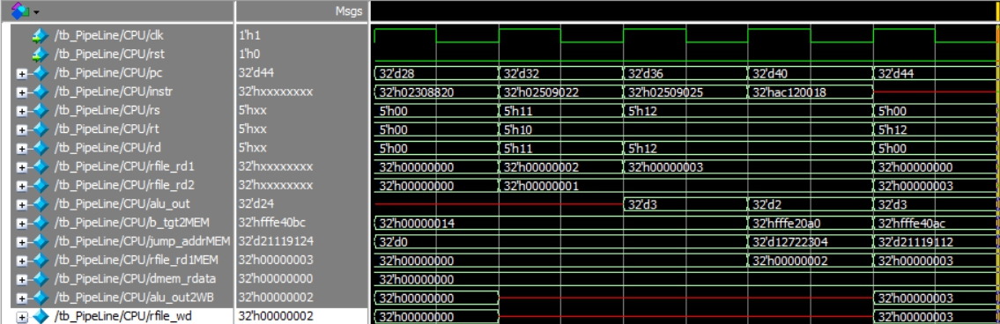 Msgs
/tb_PipeLine/CPU/clk 1'h1
/tb_PipeLine/CPU/rst 1'h0
/tb_PipeLine/CPU/pc 32'd44 32'd28 32'd32 32'd36 32'd40 32'd44
/tb_PipeLine/CPU/instr 32'hxxxxxxxx 32'h02308820 32'h02509022 32'h02509025 32'hac120018
/tb_PipeLine/CPU/rs 5'hxx 5'h00 5'h11 5'h12 5'h00
/tb_PipeLine/CPU/rt 5'hxx 5'h00 5'h10 5'h12
/tb_PipeLine/CPU/rd 5'hxx 5'h00 5'h11 5'h12 5'h00
/tb_PipeLine/CPU/rfile_rd1 32'hxxxxxxxx 32'h00000000 32'h00000002 32'h00000003 32'h00000000
/tb_PipeLine/CPU/rfile_rd2 32'hxxxxxxxx 32'h00000000 32'h00000001 32'h00000003
/tb_PipeLine/CPU/alu_out 32'd24 32'd3 32'd2 32'd3
/tb_PipeLine/CPU/b_tgt2MEM 32'hfffe40bc 32'h00000014 32'hfffe20a0 32'hfffe40ac
/tb_PipeLine/CPU/jump_addrMEM 32'd21119124 32'd0 32'd12722304 32'd21119112
/tb_PipeLine/CPU/rfile_rd1MEM 32'h00000003 32'h00000000 32'h00000002 32'h00000003
/tb_PipeLine/CPU/dmem_rdata 32'h00000000 32'h00000000
/tb_PipeLine/CPU/alu_out2WB 32'h00000002 32'h00000000 32'h00000003
/tb_PipeLine/CPU/rfile_wd 32'h00000002 32'h00000000 32'h00000003